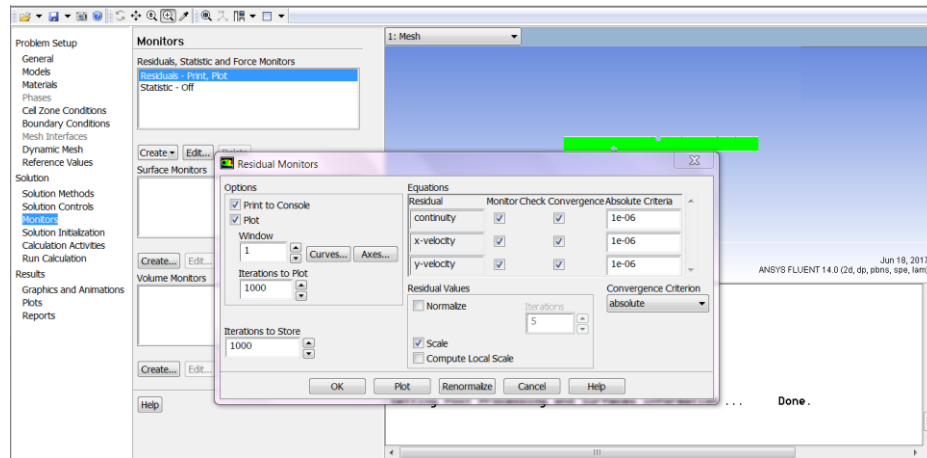 Problem Setup
General
Models
Materials
Phases
Cell Zone Conditions
Boundary Conditions
Mesh Interfaces
Dynamic Mesh
Reference Values
Solution
Solution Methods
Solution Controls
Monitors
Solution Initialization
Calculation Activities
Run Calculation
Results
Graphics and Animations
Plots
Reports
Monitors
Residuals, Statistic and Force Monitors
Residuals - Print, Plot
Statistic - Off
Create Edit...
Surface Monitors
Create... Edit...
Volume Monitors
Create... Edit...
Help
1: Mesh
Jun 18, 2017
ANSYS FLUENT 14.0 (2d, dp, pbns, spe, lam)
Residual Monitors
Options
Print to Console
Plot
Window
1 Curves... Axes...
Iterations to Plot
1000
Iterations to Store
1000
Equations
Residual Monitor Check Convergence Absolute Criteria
continuity 1e-06
x-velocity 1e-06
y-velocity 1e-06
Residual Values
Normalize
Iterations
5
Scale
Compute Local Scale
Convergence Criterion
absolute
OK Plot Renormalize Cancel Help
... Done.